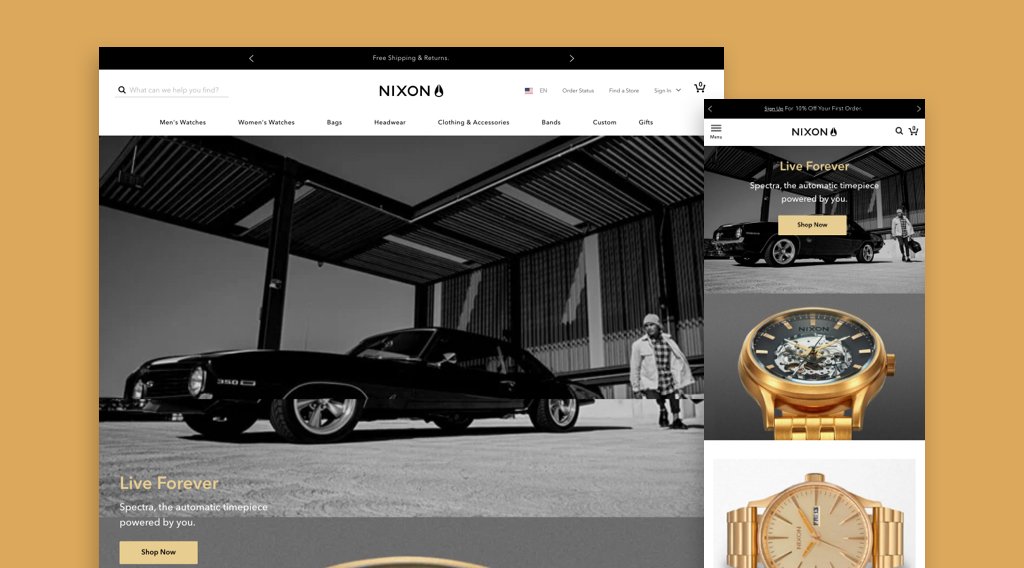 Free Shipping & Returns.
What can we help you find?
NIXON
EN
Order Status
Find a Store
Sign In
0
Men's Watches
Women's Watches
Bags
Headwear
Clothing & Accessories
Bands
Custom
Gifts
350
Live Forever
Spectra, the automatic timepiece
powered by you.
Shop Now
Sign Up For 10% Off Your First Order.
Menu
NIXON
0
Live Forever
Spectra, the automatic timepiece
powered by you.
Shop Now
NIXON
NIXON